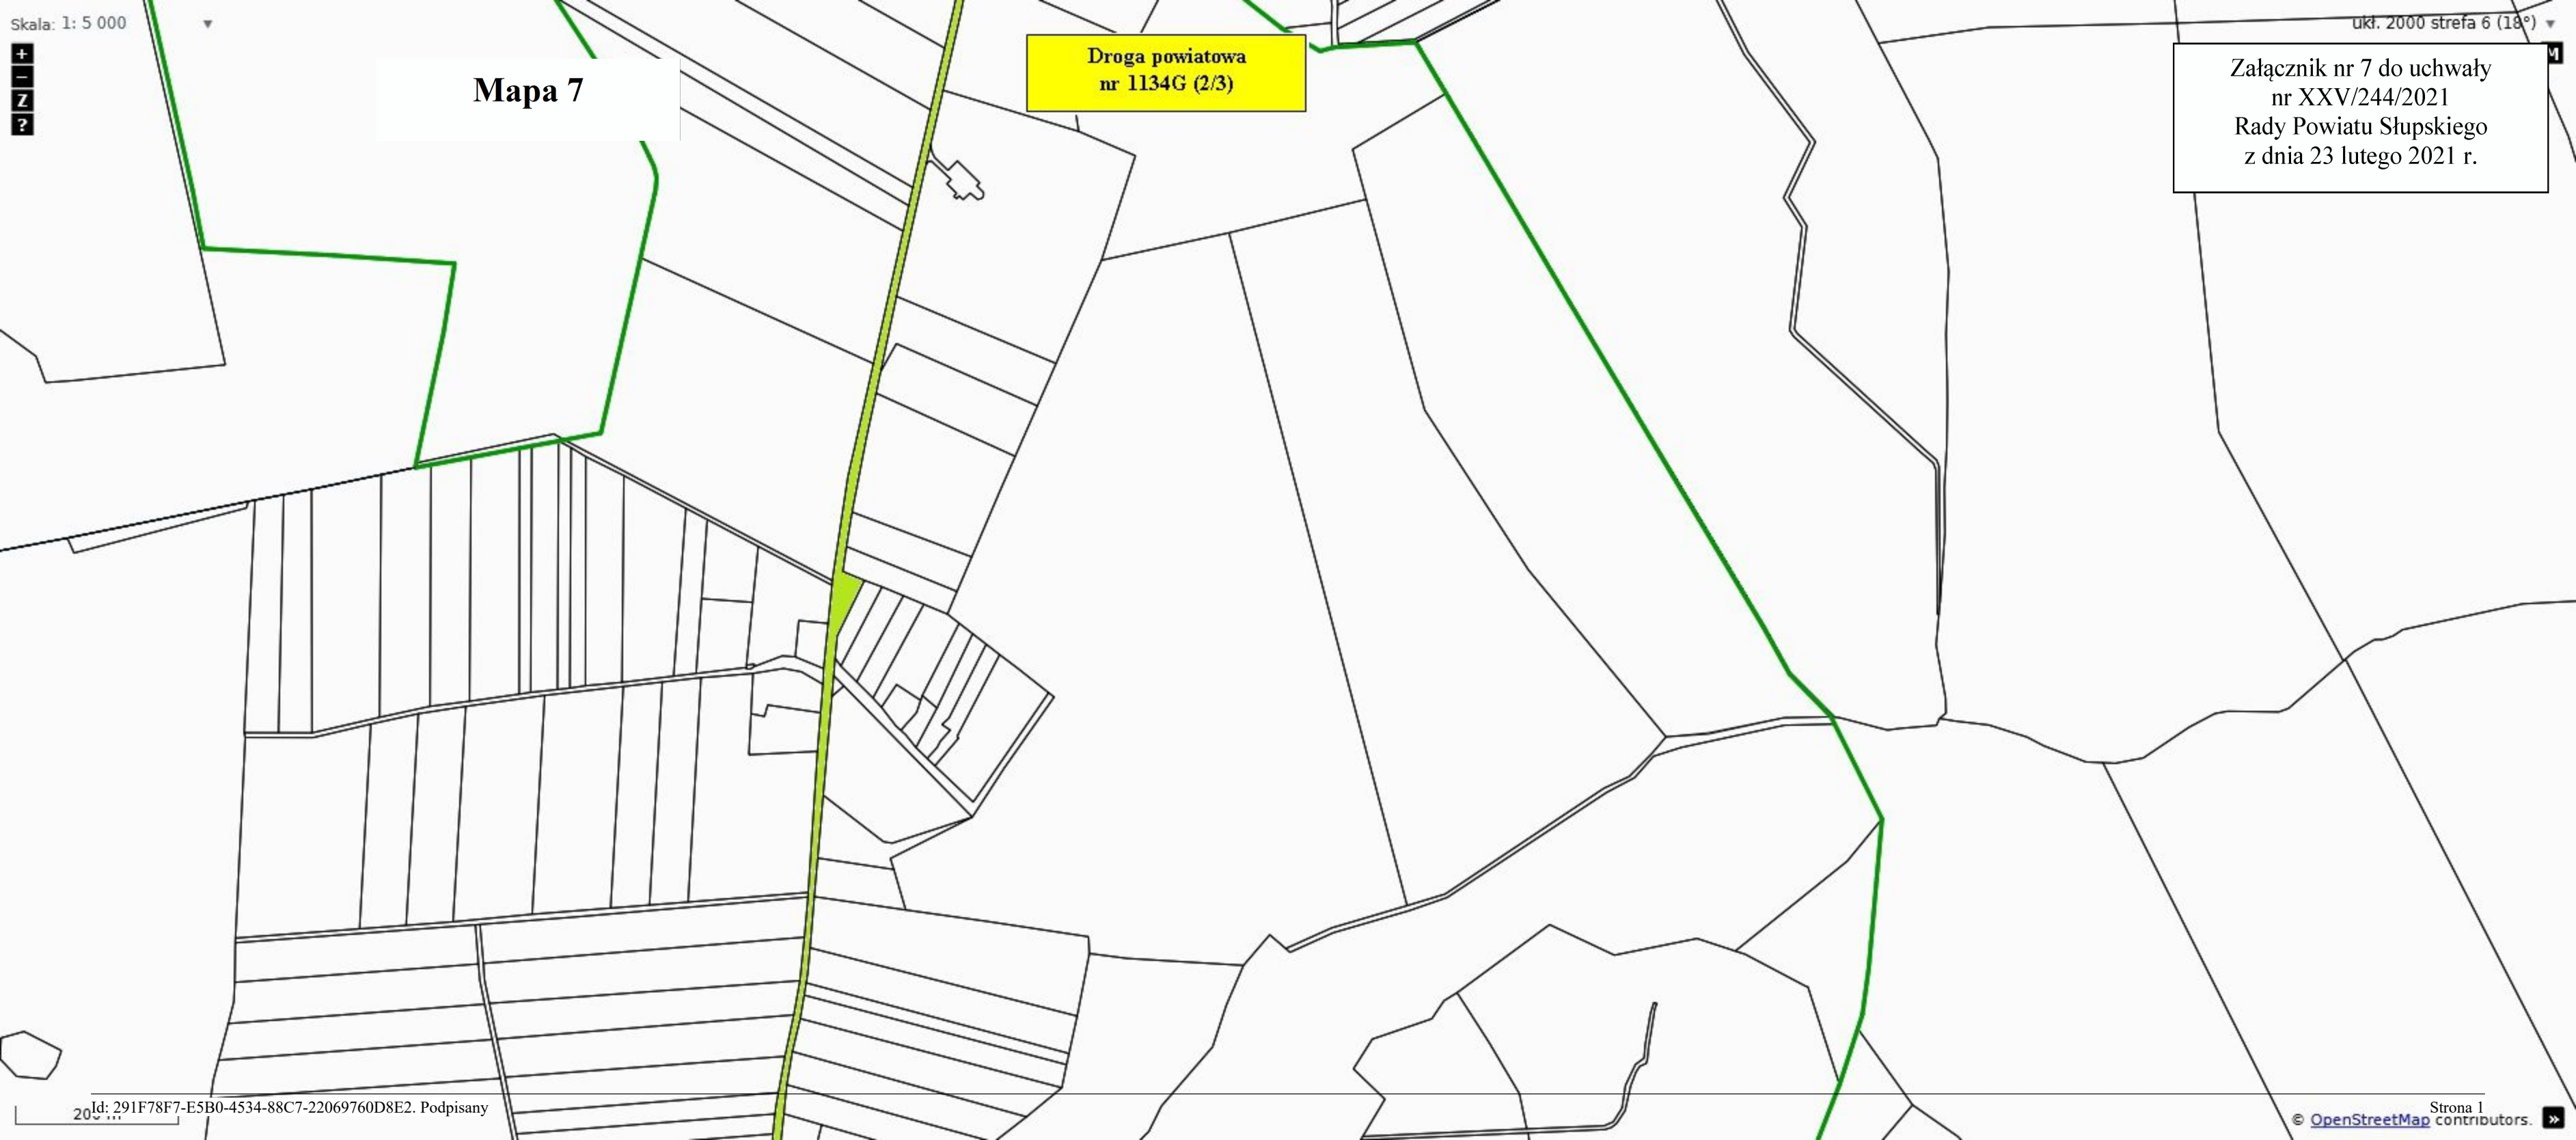 Skala: 1: 5 000
+
–
Z
?
Mapa 7
Droga powiatowa
nr 1134G (2/3)
ukł. 2000 strefa 6 (18°)
M
Załącznik nr 7 do uchwały
nr XXV/244/2021
Rady Powiatu Słupskiego
z dnia 23 lutego 2021 r.
Id: 291F78F7-E5B0-4534-88C7-22069760D8E2. Podpisany
Strona 1
© OpenStreetMap contributors. »